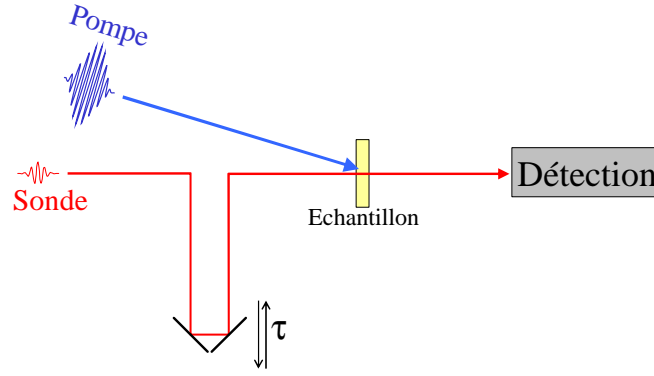 Pompe
Sonde
Echantillon
Détection
τ